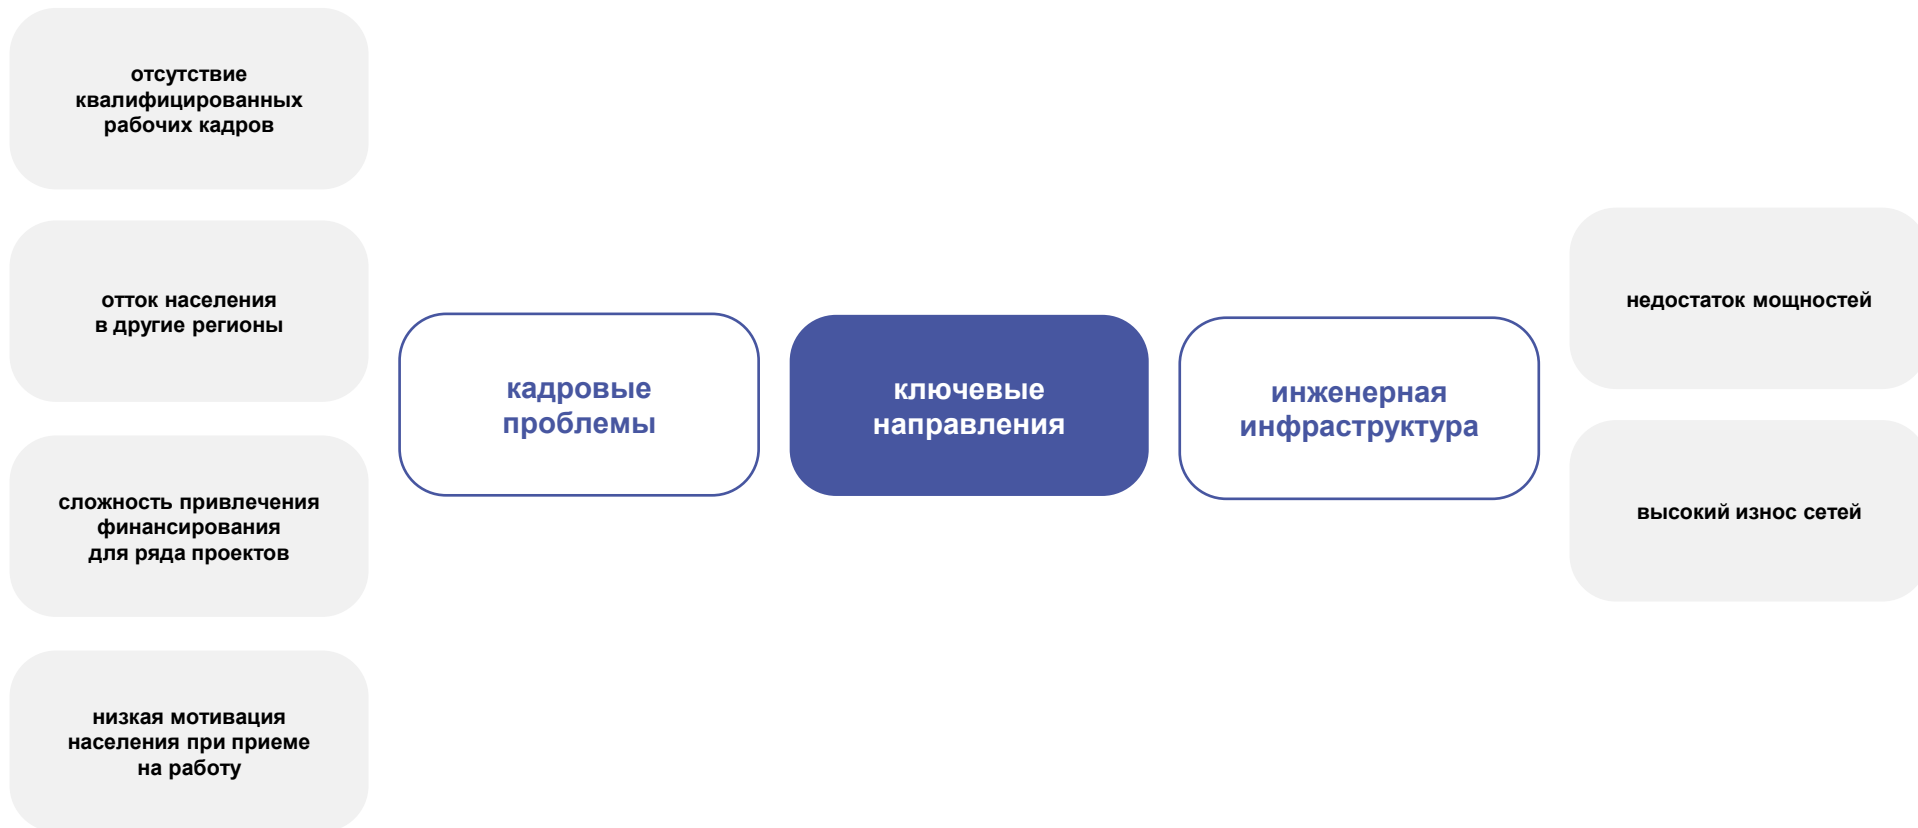 отсутствие
квалифицированных
рабочих кадров
отток населения
в другие регионы
сложность привлечения
финансирования
для ряда проектов
низкая мотивация
населения при приеме
на работу
кадровые
проблемы
ключевые
направления
инженерная
инфраструктура
недостаток мощностей
высокий износ сетей